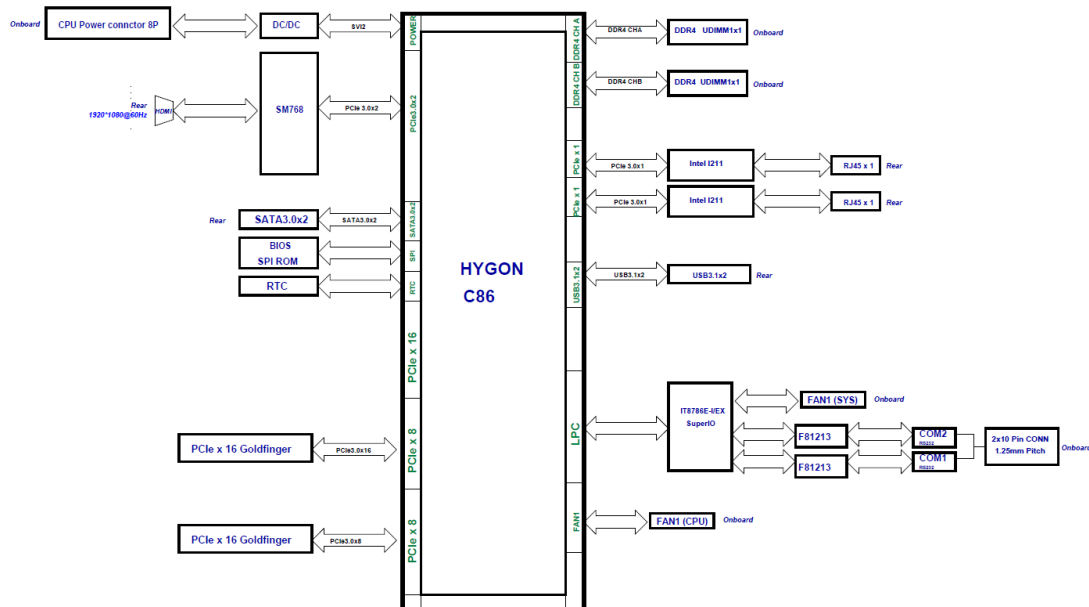 Onboard
CPU Power connctor 8P
DC/DC
SVI2
POWER
DDR4 CH A
DDR4 CHA
DDR4 UDIMM1x1
Onboard
DDR4 CH B
DDR4 CHB
DDR4 UDIMM1x1
Onboard
Rear
1920*1080@60Hz
HDMI
SM768
PCIe 3.0x2
PCIe3.0x2
PCIe x 1
PCIe 3.0x1
Intel I211
RJ45 x 1
Rear
PCIe x 1
PCIe 3.0x1
Intel I211
RJ45 x 1
Rear
Rear
SATA3.0x2
SATA3.0x2
SATA3.0x2
BIOS
SPI ROM
SPI
RTC
RTC
HYGON
C86
USB3.1x2
USB3.1x2
USB3.1x2
Rear
PCIe x 16
PCIe x 16 Goldfinger
PCIe3.0x16
PCIe x 8
PCIe x 16 Goldfinger
PCIe3.0x8
PCIe x 8
LPC
IT8786E-I/EX
SuperIO
FAN1 (SYS)
Onboard
F81213
COM2
RS232
F81213
COM1
RS232
2x10 Pin CONN
1.25mm Pitch
Onboard
FAN1
FAN1 (CPU)
Onboard